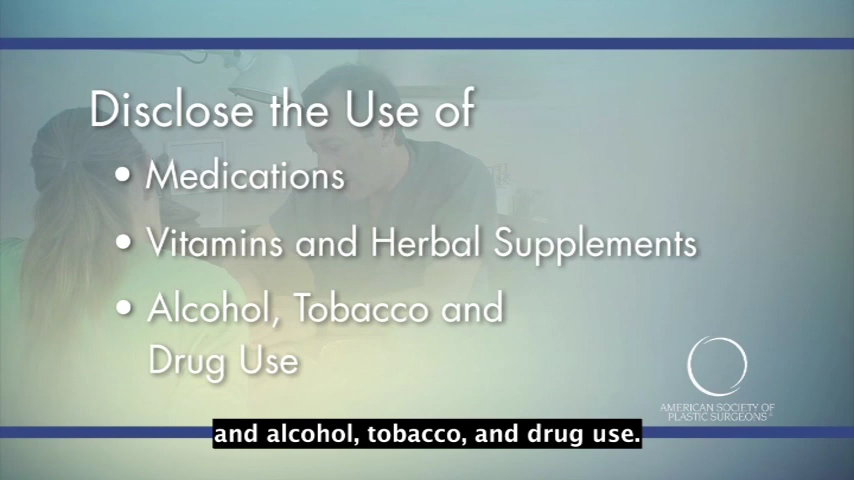 Disclose the Use of
• Medications
• Vitamins and Herbal Supplements
• Alcohol, Tobacco and
Drug Use
AMERICAN SOCIETY OF
PLASTIC SURGEONS
and alcohol, tobacco, and drug use.